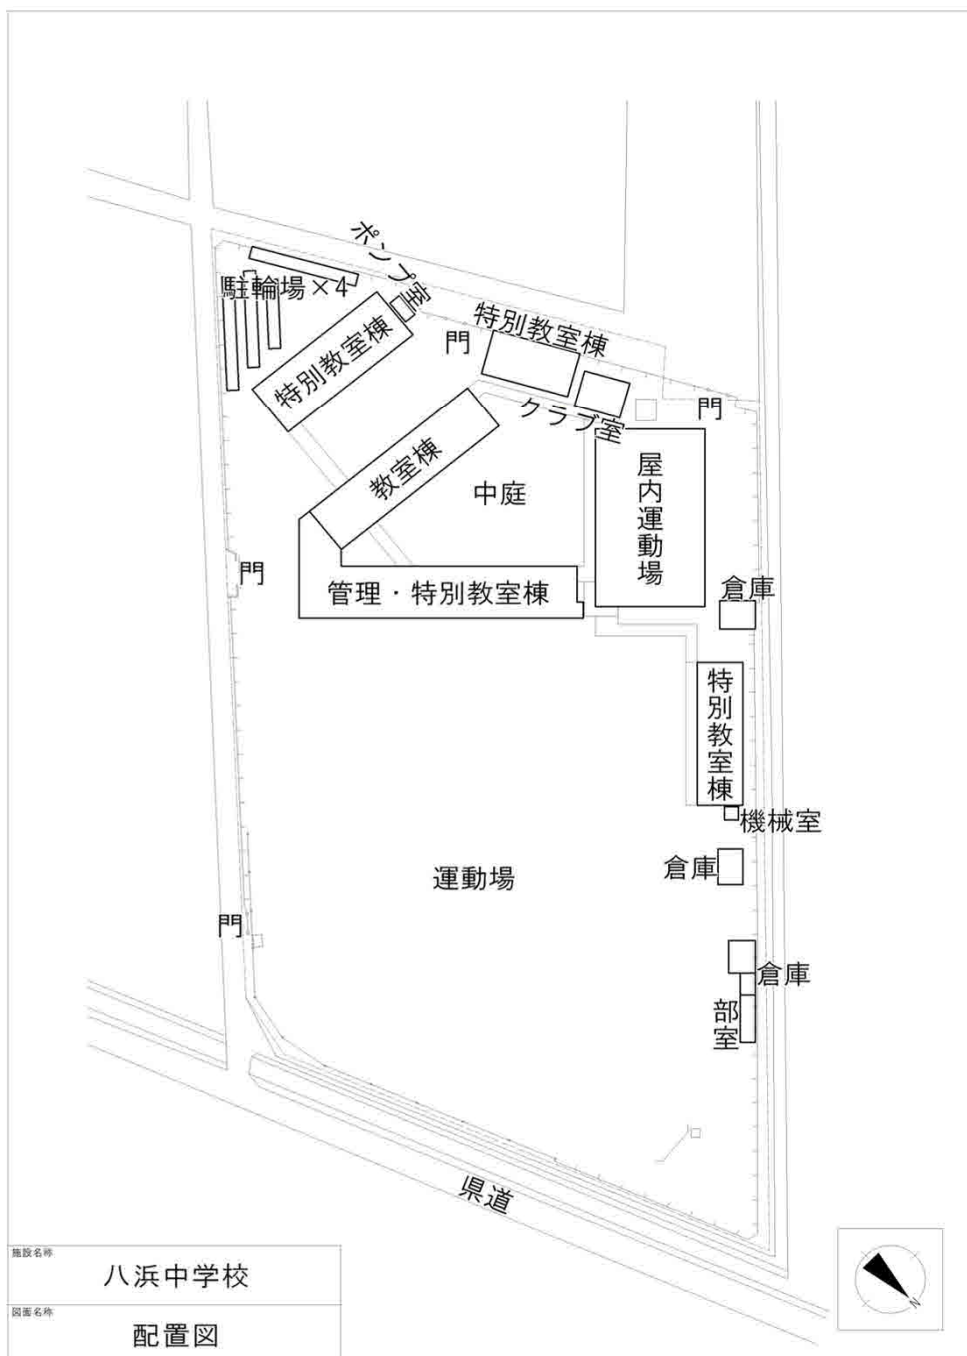 ポンプ室
駐輪場×4
特別教室棟
特別教室棟
門
クラブ室
門
教室棟
中庭
屋内運動場
門
管理・特別教室棟
倉庫
特別教室棟
機械室
倉庫
運動場
門
倉庫
部室
県道
施設名称
八浜中学校
図面名称
配置図
N